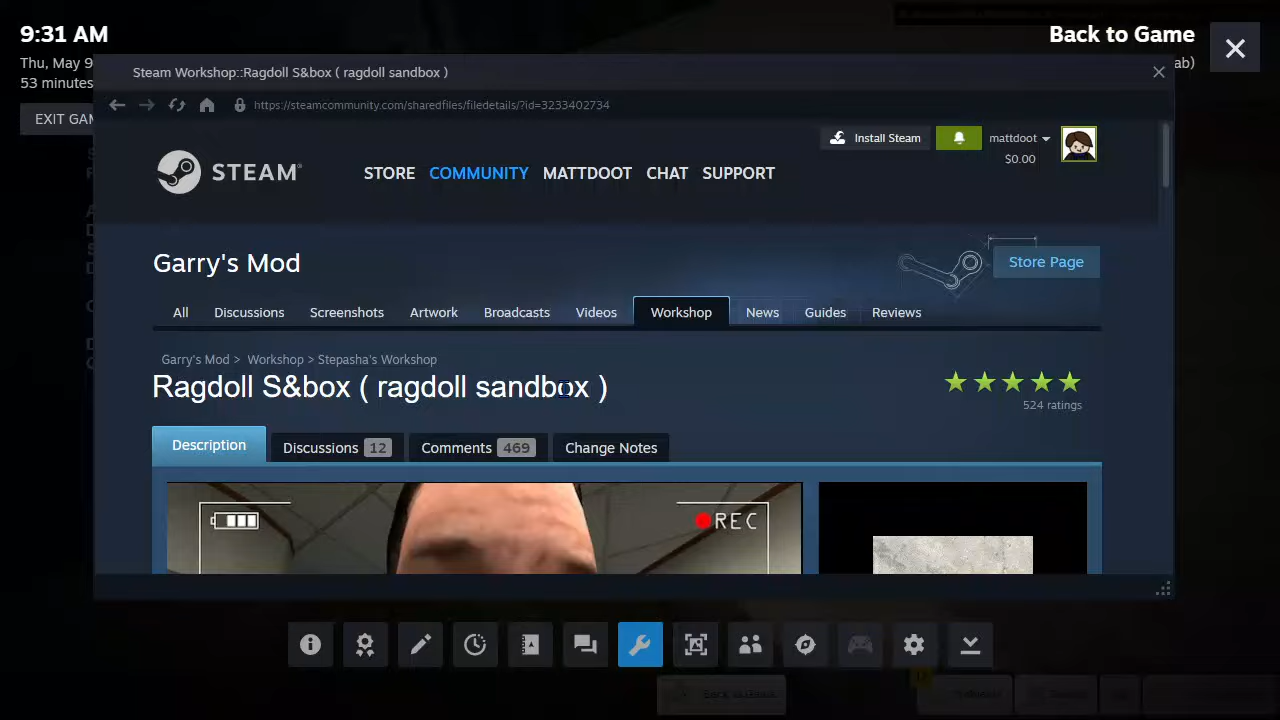 9:31 AM
Back to Game
Thu, May 9
ab)
53 minutes
EXIT GAM
Steam Workshop::Ragdoll S&box ( ragdoll sandbox )
https://steamcommunity.com/sharedfiles/filedetails/?id=3233402734
Install Steam
mattdoot
$0.00
STEAM®
STORE COMMUNITY MATTDOOT CHAT SUPPORT
Garry's Mod
Store Page
All Discussions Screenshots Artwork Broadcasts Videos Workshop News Guides Reviews
Garry's Mod > Workshop > Stepasha's Workshop
Ragdoll S&box ( ragdoll sandbox )
524 ratings
Description Discussions 12 Comments 469 Change Notes
REC